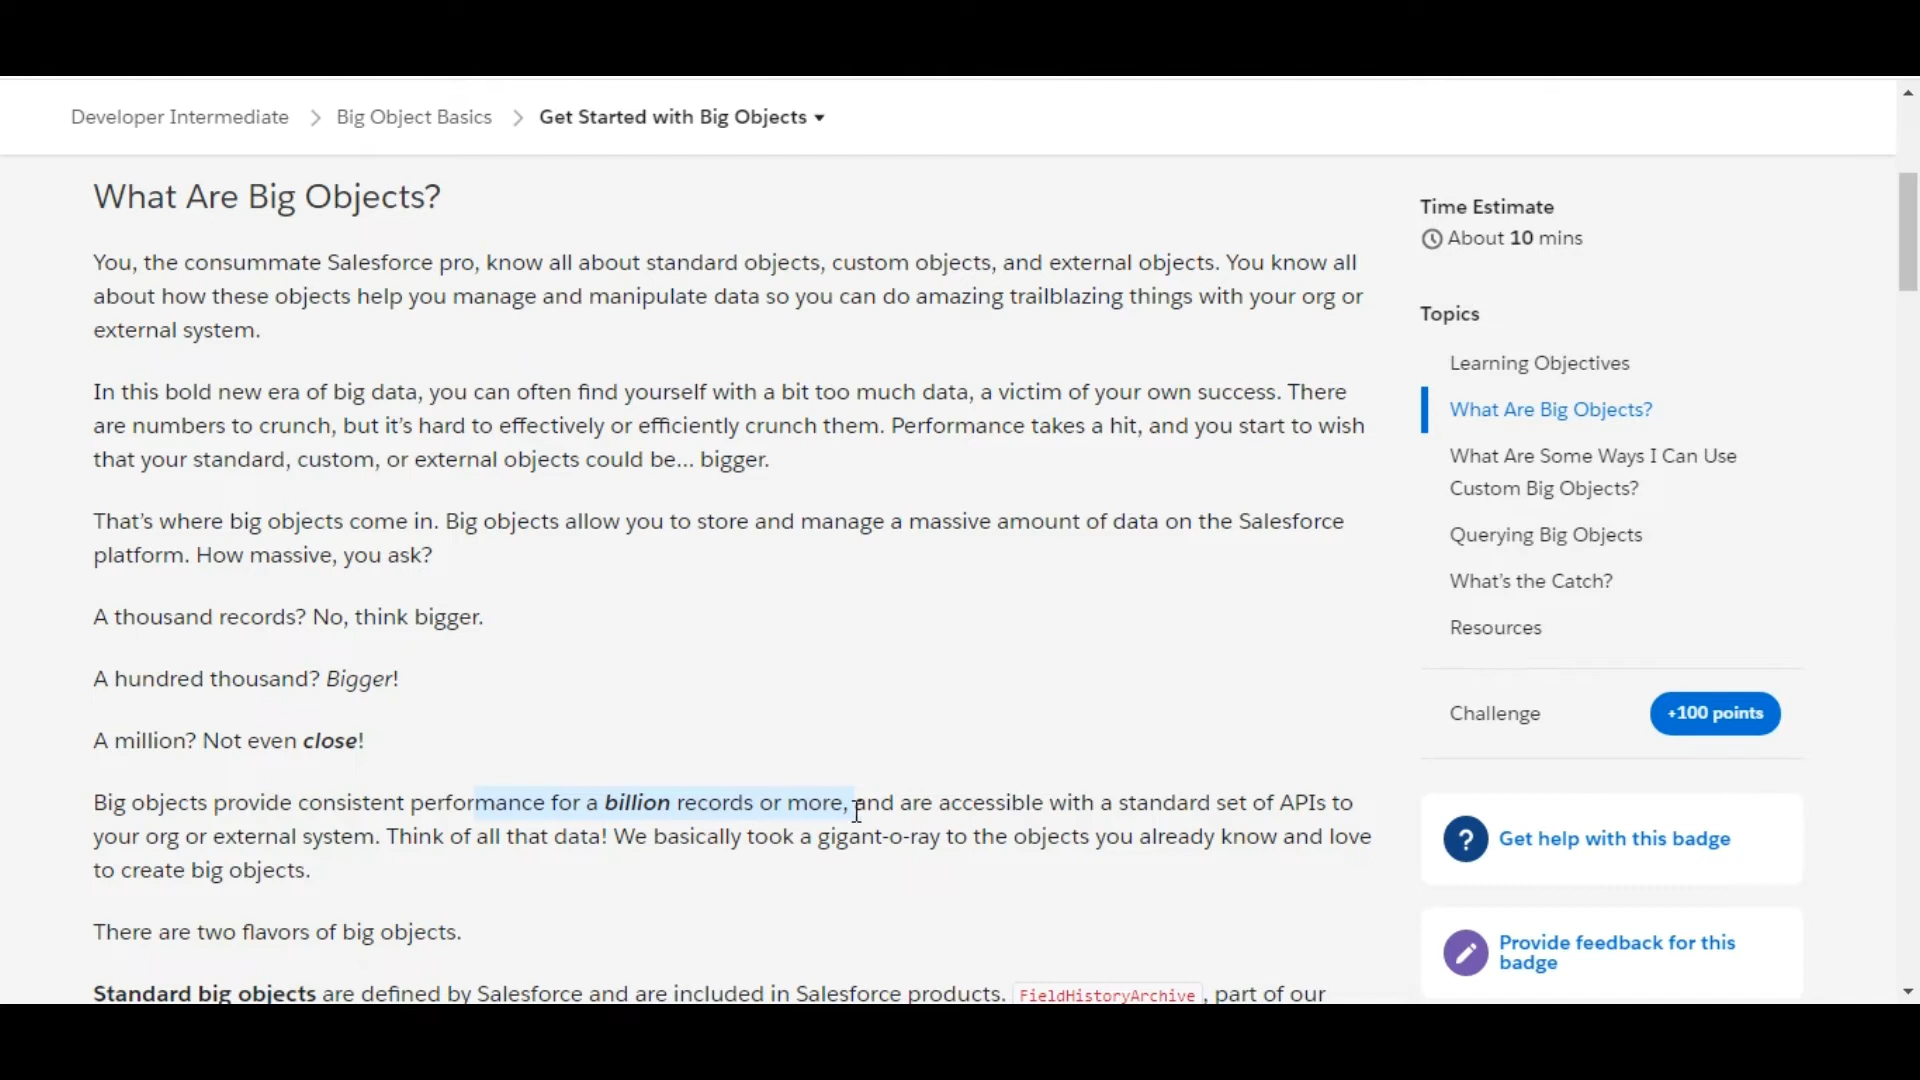 Developer Intermediate > Big Object Basics > Get Started with Big Objects
What Are Big Objects?
You, the consummate Salesforce pro, know all about standard objects, custom objects, and external objects. You know all
about how these objects help you manage and manipulate data so you can do amazing trailblazing things with your org or
external system.
In this bold new era of big data, you can often find yourself with a bit too much data, a victim of your own success. There
are numbers to crunch, but it's hard to effectively or efficiently crunch them. Performance takes a hit, and you start to wish
that your standard, custom, or external objects could be... bigger.
That's where big objects come in. Big objects allow you to store and manage a massive amount of data on the Salesforce
platform. How massive, you ask?
A thousand records? No, think bigger.
A hundred thousand? Bigger!
A million? Not even close!
Big objects provide consistent performance for a billion records or more, and are accessible with a standard set of APIs to
your org or external system. Think of all that data! We basically took a gigant-o-ray to the objects you already know and love
to create big objects.
There are two flavors of big objects.
Standard big objects are defined by Salesforce and are included in Salesforce products. FieldHistoryArchive, part of our
Time Estimate
About 10 mins
Topics
Learning Objectives
What Are Big Objects?
What Are Some Ways I Can Use
Custom Big Objects?
Querying Big Objects
What's the Catch?
Resources
Challenge +100 points
? Get help with this badge
Provide feedback for this
badge